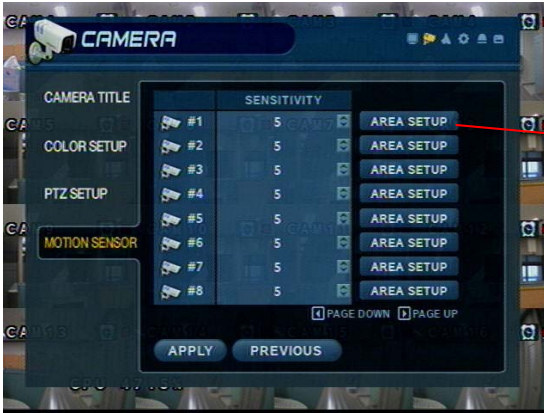 CAMERA
CAMERA TITLE
COLOR SETUP
PTZ SETUP
MOTION SENSOR
SENSITIVITY
#1 5 AREA SETUP
#2 5 AREA SETUP
#3 5 AREA SETUP
#4 5 AREA SETUP
#5 5 AREA SETUP
#6 5 AREA SETUP
#7 5 AREA SETUP
#8 5 AREA SETUP
PAGE DOWN PAGE UP
APPLY PREVIOUS